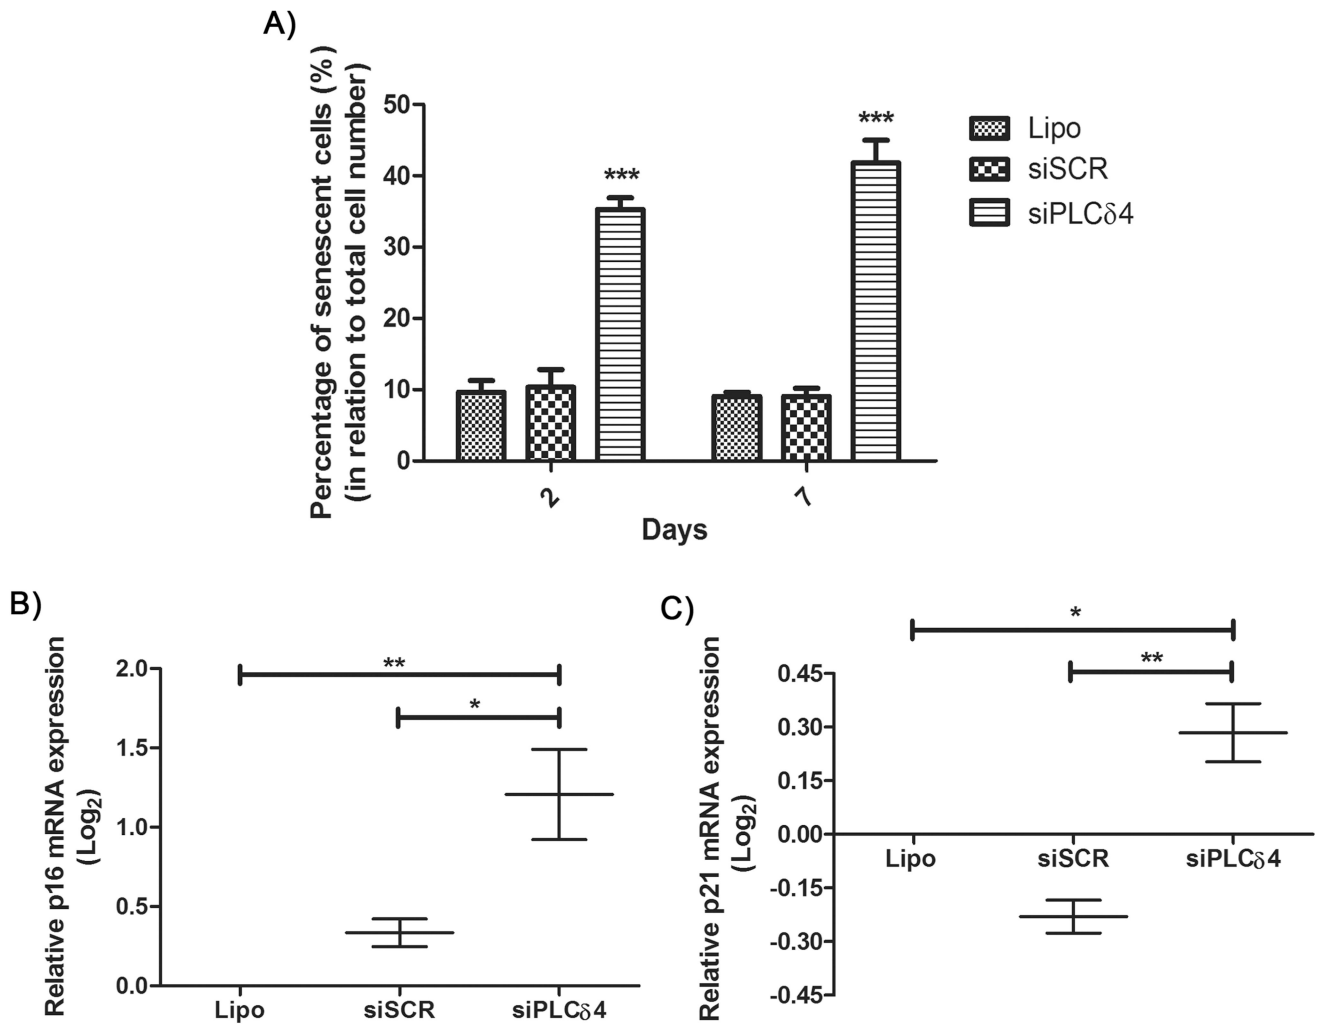 A)
Percentage of senescent cells (%)
(in relation to total cell number)
50
40
30
20
10
0
***
***
2
7
Days
Lipo
siSCR
siPLCδ4
B)
Relative p16 mRNA expression
(Log2)
2.0
1.5
1.0
0.5
0.0
**
*
Lipo
siSCR
siPLCδ4
C)
Relative p21 mRNA expression
(Log2)
0.45
0.30
0.15
0.00
-0.15
-0.30
-0.45
*
**
Lipo
siSCR
siPLCδ4